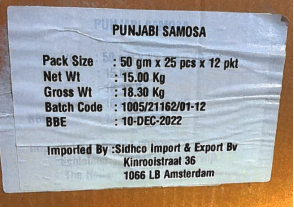 PUNJABI SAMOSA
Pack Size : 50 gm x 25 pcs x 12 pkt
Net Wt : 15.00 Kg
Gross Wt : 18.30 Kg
Batch Code : 1005/21162/01-12
BBE : 10-DEC-2022
Imported By :Sidhco Import & Export Bv
Kinrooistraat 36
1066 LB Amsterdam